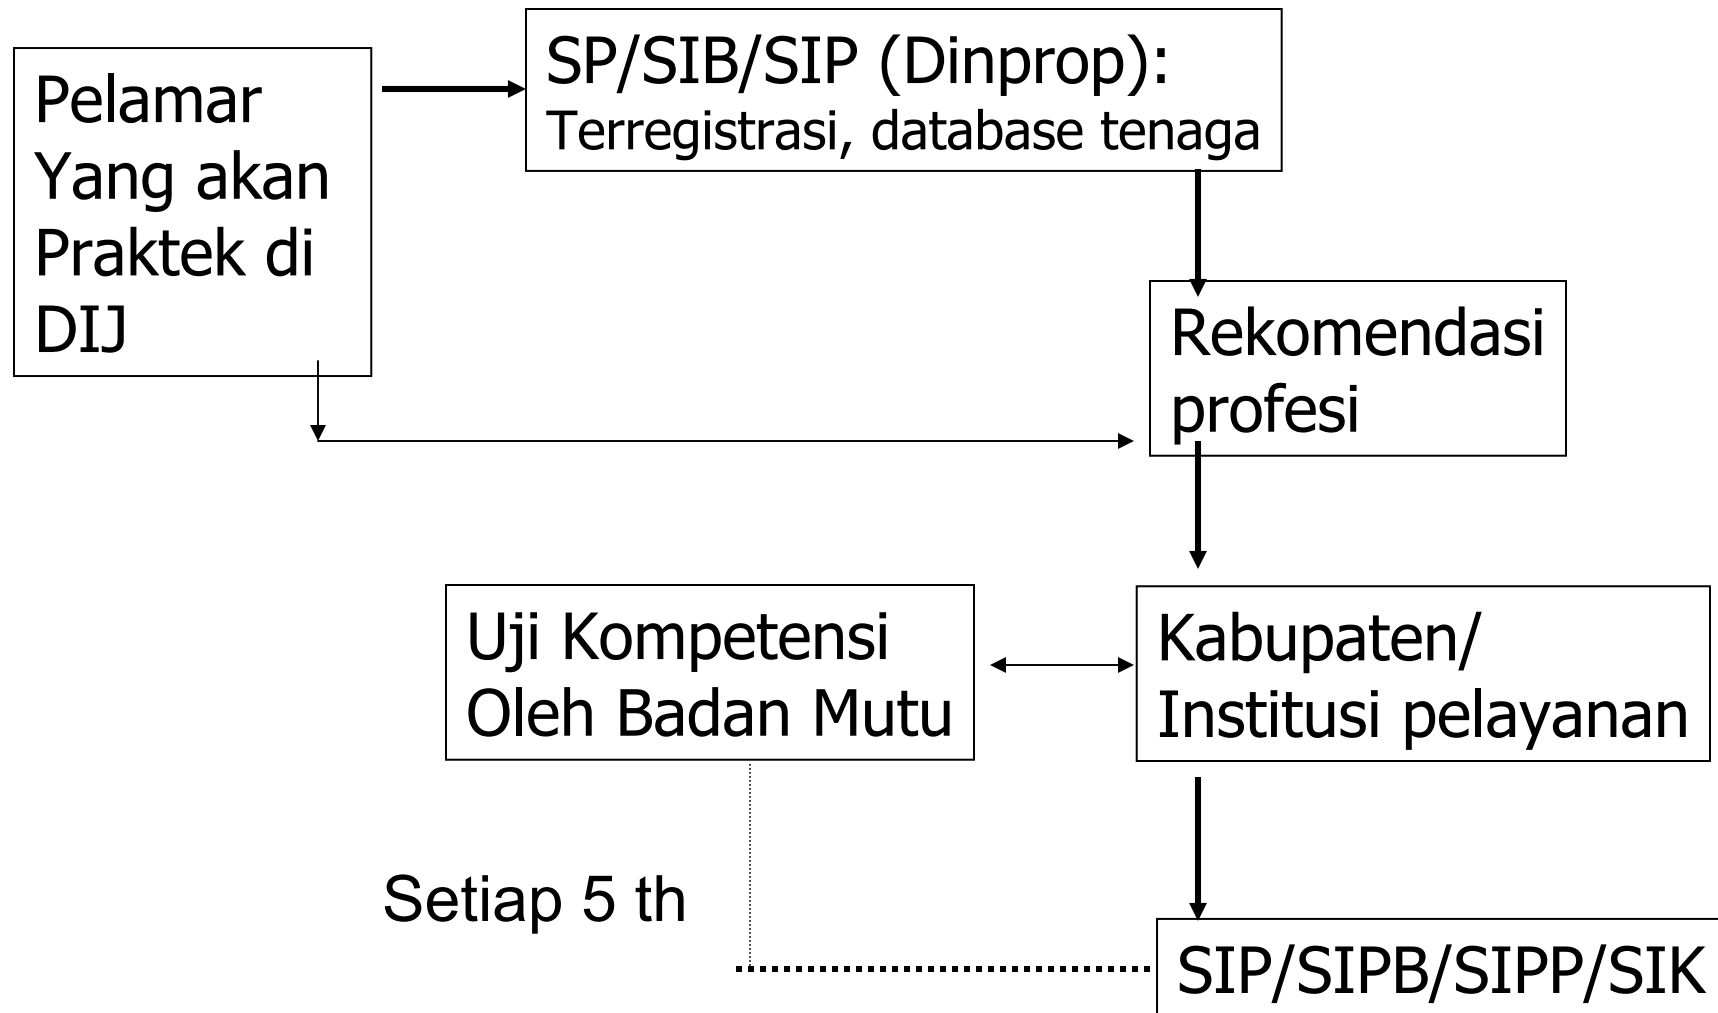 SP/SIB/SIP (Dinprop):
Terregistrasi, database tenaga
Pelamar
Yang akan
Praktek di
DIJ
Rekomendasi
profesi
Uji Kompetensi
Oleh Badan Mutu
Kabupaten/
Institusi pelayanan
Setiap 5 th
SIP/SIPB/SIPP/SIK